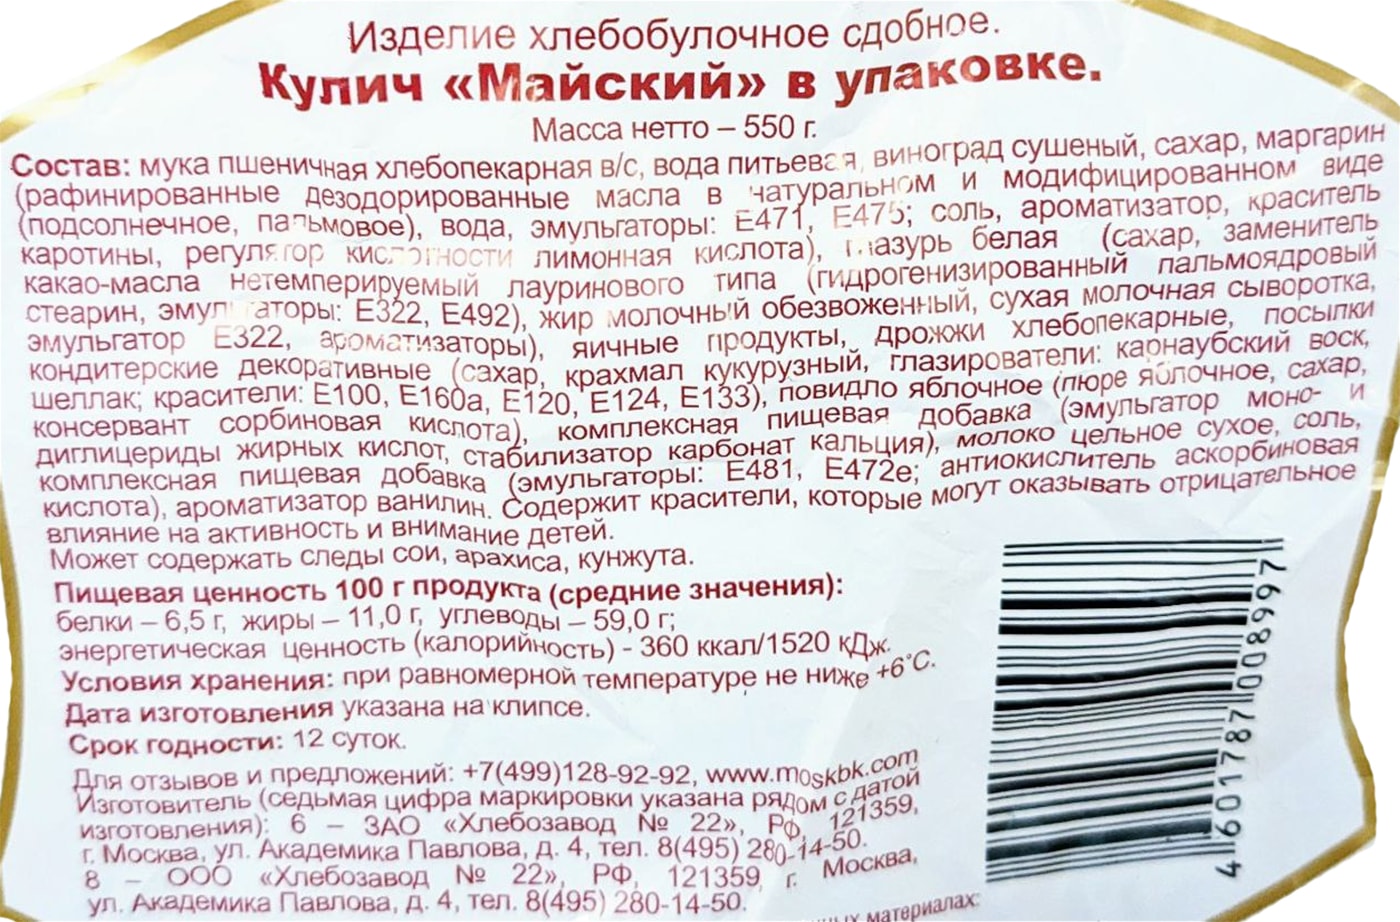 Изделие хлебобулочное сдобное.
Кулич «Майский» в упаковке.
Масса нетто – 550 г.
Состав: мука пшеничная хлебопекарная в/с, вода питьевая, виноград сушеный, сахар, маргарин
(рафинированные дезодорированные масла в натуральном и модифицированном виде
(подсолнечное, пальмовое), вода, эмульгаторы: Е471, Е475; соль, ароматизатор, краситель
каротины, регулятор кислотности лимонная кислота), глазурь белая (сахар, заменитель
какао-масла нетемперируемый лауринового типа (гидрогенизированный пальмоядровый
стеарин, эмульгаторы: Е322, Е492), жир молочный обезвоженный, сухая молочная сыворотка,
эмульгатор Е322, ароматизаторы), яичные продукты, дрожжи хлебопекарные, посыпки
кондитерские декоративные (сахар, крахмал кукурузный, глазирователи: карнаубский воск,
шеллак; красители: Е100, Е160а, Е120, Е124, Е133), повидло яблочное (пюре яблочное, сахар,
консервант сорбиновая кислота), комплексная пищевая добавка (эмульгатор моно- и
диглицериды жирных кислот, стабилизатор карбонат кальция), молоко цельное сухое, соль,
комплексная пищевая добавка (эмульгаторы: Е481, Е472е; антиокислитель аскорбиновая
кислота), ароматизатор ванилин. Содержит красители, которые могут оказывать отрицательное
влияние на активность и внимание детей.
Может содержать следы сои, арахиса, кунжута.
Пищевая ценность 100 г продукта (средние значения):
белки – 6,5 г, жиры – 11,0 г, углеводы – 59,0 г;
энергетическая ценность (калорийность) - 360 ккал/1520 кДж.
Условия хранения: при равномерной температуре не ниже +6°С.
Дата изготовления указана на клипсе.
Срок годности: 12 суток.
Для отзывов и предложений: +7(499)128-92-92, www.moskbk.com
Изготовитель (седьмая цифра маркировки указана рядом с датой
изготовления): 6 – ЗАО «Хлебозавод № 22», РФ, 121359,
г. Москва, ул. Академика Павлова, д. 4, тел. 8(495) 280-14-50.
8 – ООО «Хлебозавод № 22», РФ, 121359, г. Москва,
ул. Академика Павлова, д. 4, тел. 8(495) 280-14-50.
материалах:
4 601787 008997